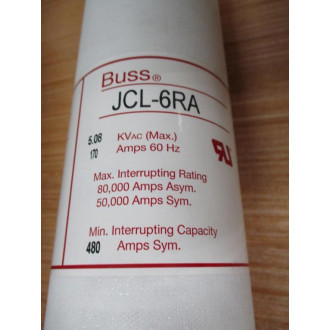 Buss®
JCL-6RA
5.08 KVAC (Max.)
170 Amps 60 Hz
Max. Interrupting Rating
80,000 Amps Asym.
50,000 Amps Sym.
Min. Interrupting Capacity
480 Amps Sym.